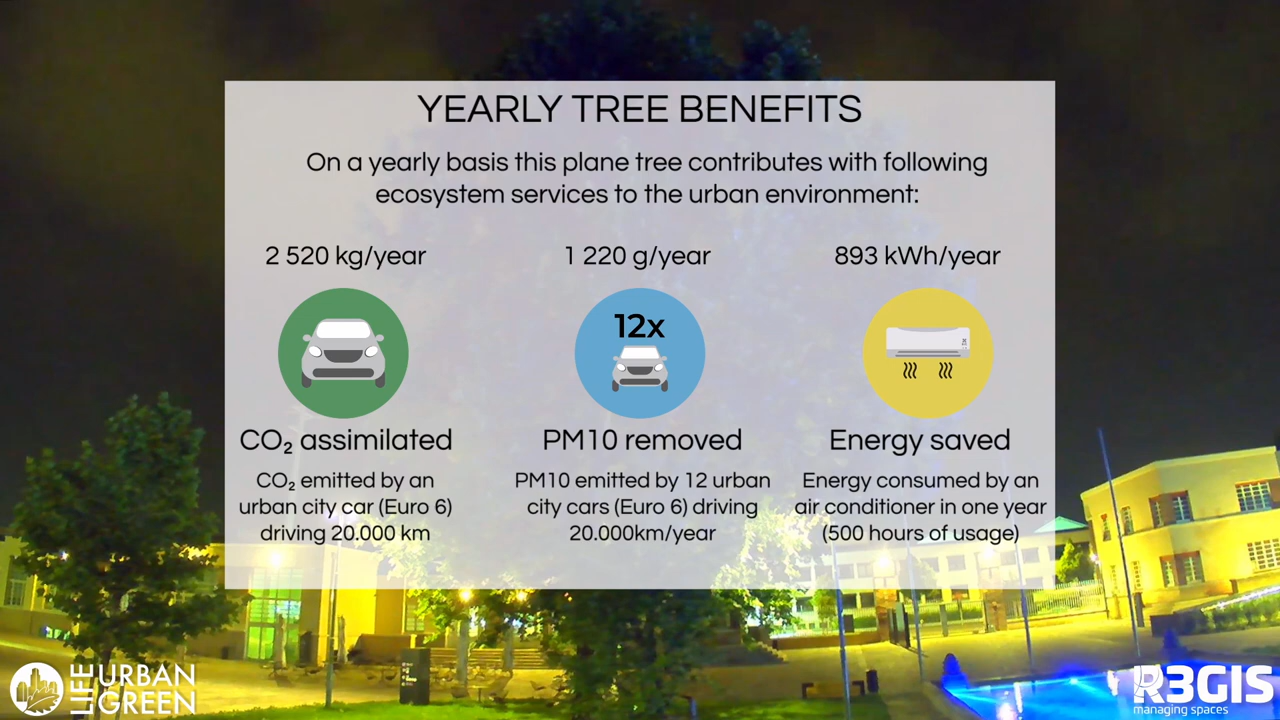 YEARLY TREE BENEFITS
On a yearly basis this plane tree contributes with following
ecosystem services to the urban environment:
2 520 kg/year
1 220 g/year
893 kWh/year
12x
CO₂ assimilated
PM10 removed
Energy saved
CO₂ emitted by an
urban city car (Euro 6)
driving 20.000 km
PM10 emitted by 12 urban
city cars (Euro 6) driving
20.000km/year
Energy consumed by an
air conditioner in one year
(500 hours of usage)
LIFE
URBAN
GREEN
R3GIS
managing spaces